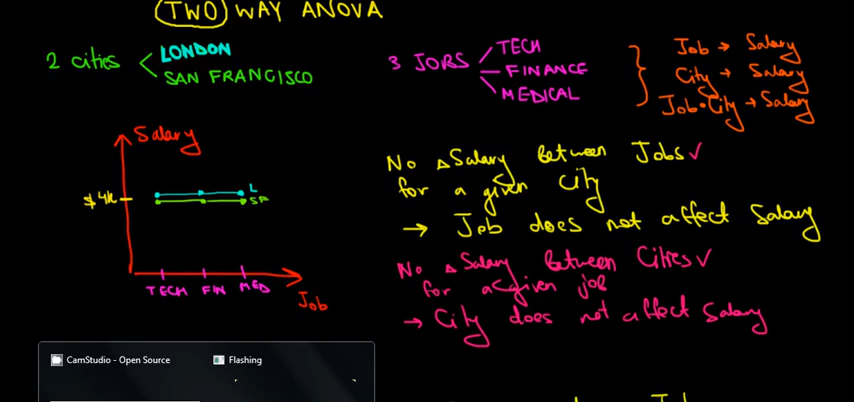 TWO WAY ANOVA
2 cities
LONDON
SAN FRANCISCO
3 JOBS
TECH
FINANCE
MEDICAL
Job → Salary
City → Salary
Job•City → Salary
Salary
$4k
L
SF
TECH FIN MED
Job
No ΔSalary Between Jobs ✓
for a given City
→ Job does not affect Salary
No ΔSalary Between Cities ✓
for a given job
→ City does not affect Salary
CamStudio - Open Source
Flashing